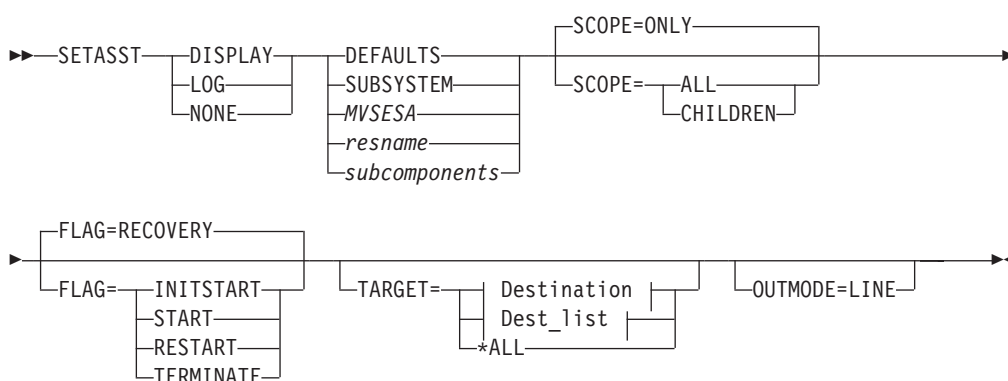 SCOPE=ONLY
SETASST DISPLAY DEFAULTS
LOG SUBSYSTEM SCOPE= ALL
NONE MVSESA CHILDREN
resname
subcomponents
FLAG=RECOVERY
FLAG= INITSTART TARGET= Destination OUTMODE=LINE
START Dest_list
RESTART *ALL
TERMINATE